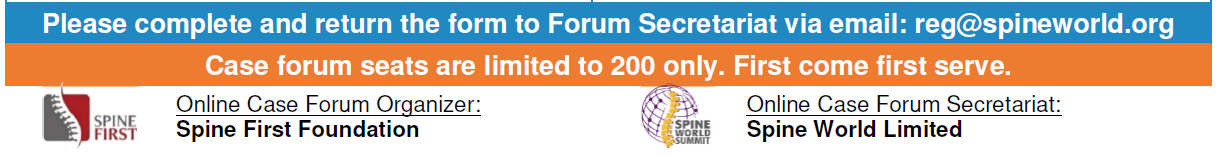 Please complete and return the form to Forum Secretariat via email: reg@spineworld.org
Case forum seats are limited to 200 only. First come first serve.
SPINE
FIRST
Online Case Forum Organizer:
Spine First Foundation
SPINE
WORLD
SUMMIT
Online Case Forum Secretariat:
Spine World Limited